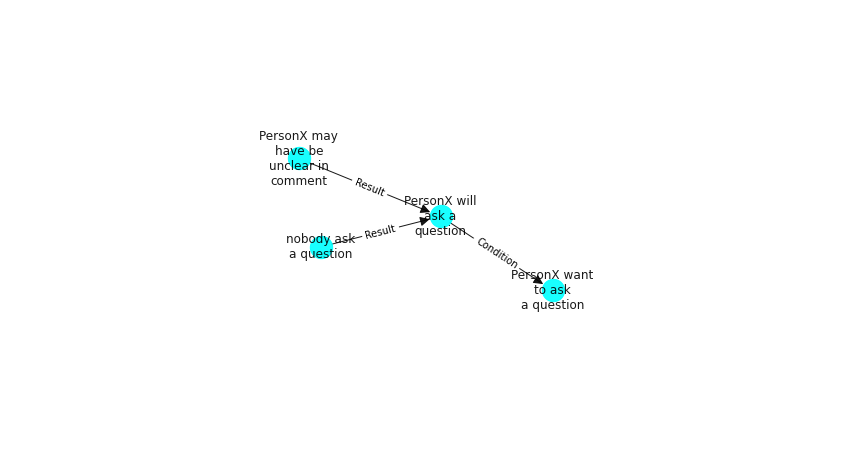 PersonX may
have be
unclear in
comment
Result
PersonX will
ask a
question
nobody ask
a question
Result
Condition
PersonX want
to ask
a question